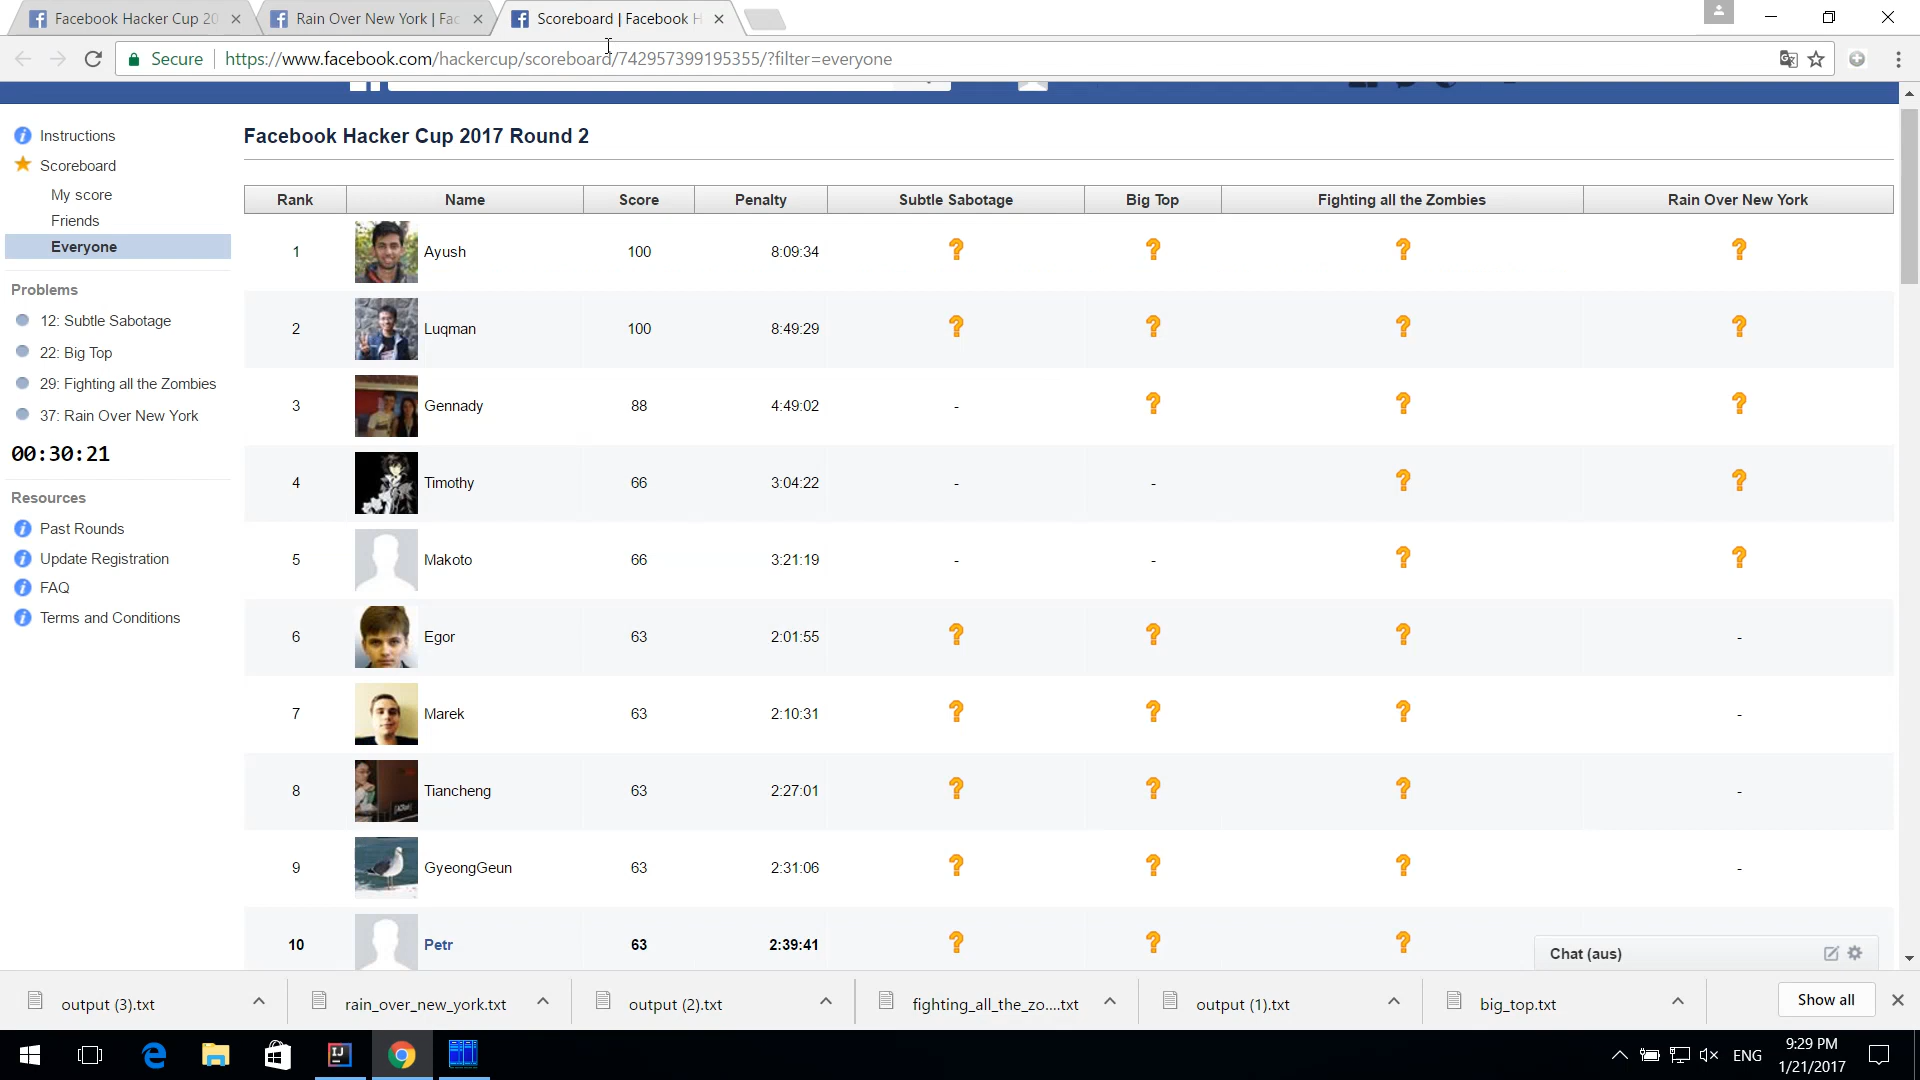 Facebook Hacker Cup 20
Rain Over New York | Fac
Scoreboard | Facebook H
Secure
https://www.facebook.com/hackercup/scoreboard/742957399195355/?filter=everyone
Instructions
Scoreboard
My score
Friends
Everyone
Problems
12: Subtle Sabotage
22: Big Top
29: Fighting all the Zombies
37: Rain Over New York
00:30:21
Resources
Past Rounds
Update Registration
FAQ
Terms and Conditions
Facebook Hacker Cup 2017 Round 2
Rank Name Score Penalty Subtle Sabotage Big Top Fighting all the Zombies Rain Over New York
1 Ayush 100 8:09:34 ? ? ? ?
2 Luqman 100 8:49:29 ? ? ? ?
3 Gennady 88 4:49:02 - ? ? ?
4 Timothy 66 3:04:22 - - ? ?
5 Makoto 66 3:21:19 - - ? ?
6 Egor 63 2:01:55 ? ? ? -
7 Marek 63 2:10:31 ? ? ? -
8 Tiancheng 63 2:27:01 ? ? ? -
9 GyeongGeun 63 2:31:06 ? ? ? -
10 Petr 63 2:39:41 ? ? ?
Chat (aus)
output (3).txt
rain_over_new_york.txt
output (2).txt
fighting_all_the_zo....txt
output (1).txt
big_top.txt
Show all
ENG
9:29 PM
1/21/2017